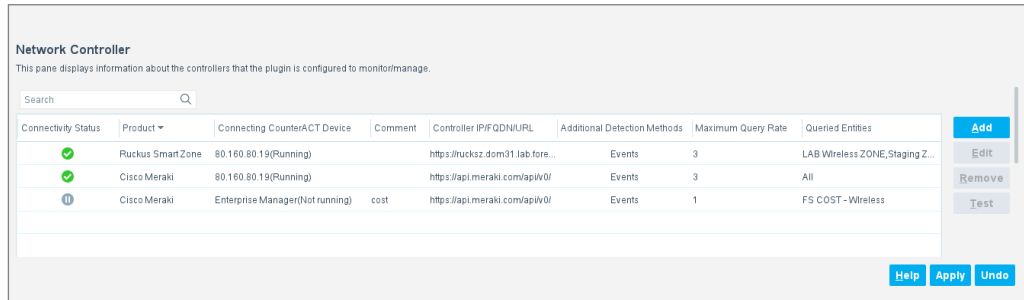 Network Controller
This pane displays information about the controllers that the plugin is configured to monitor/manage.
Search
Connectivity Status Product Connecting CounterACT Device Comment Controller IP/FQDN/URL Additional Detection Methods Maximum Query Rate Queried Entities
Ruckus Smart Zone 80.160.80.19(Running) https://rucksz.dom31.lab.fore... Events 3 LAB WIreless ZONE,Staging Z...
Cisco Meraki 80.160.80.19(Running) https://api.meraki.com/api/v0/ Events 3 All
Cisco Meraki Enterprise Manager(Not running) cost https://api.meraki.com/api/v0/ Events 1 FS COST - WIreless
Add
Edit
Remove
Test
Help Apply Undo